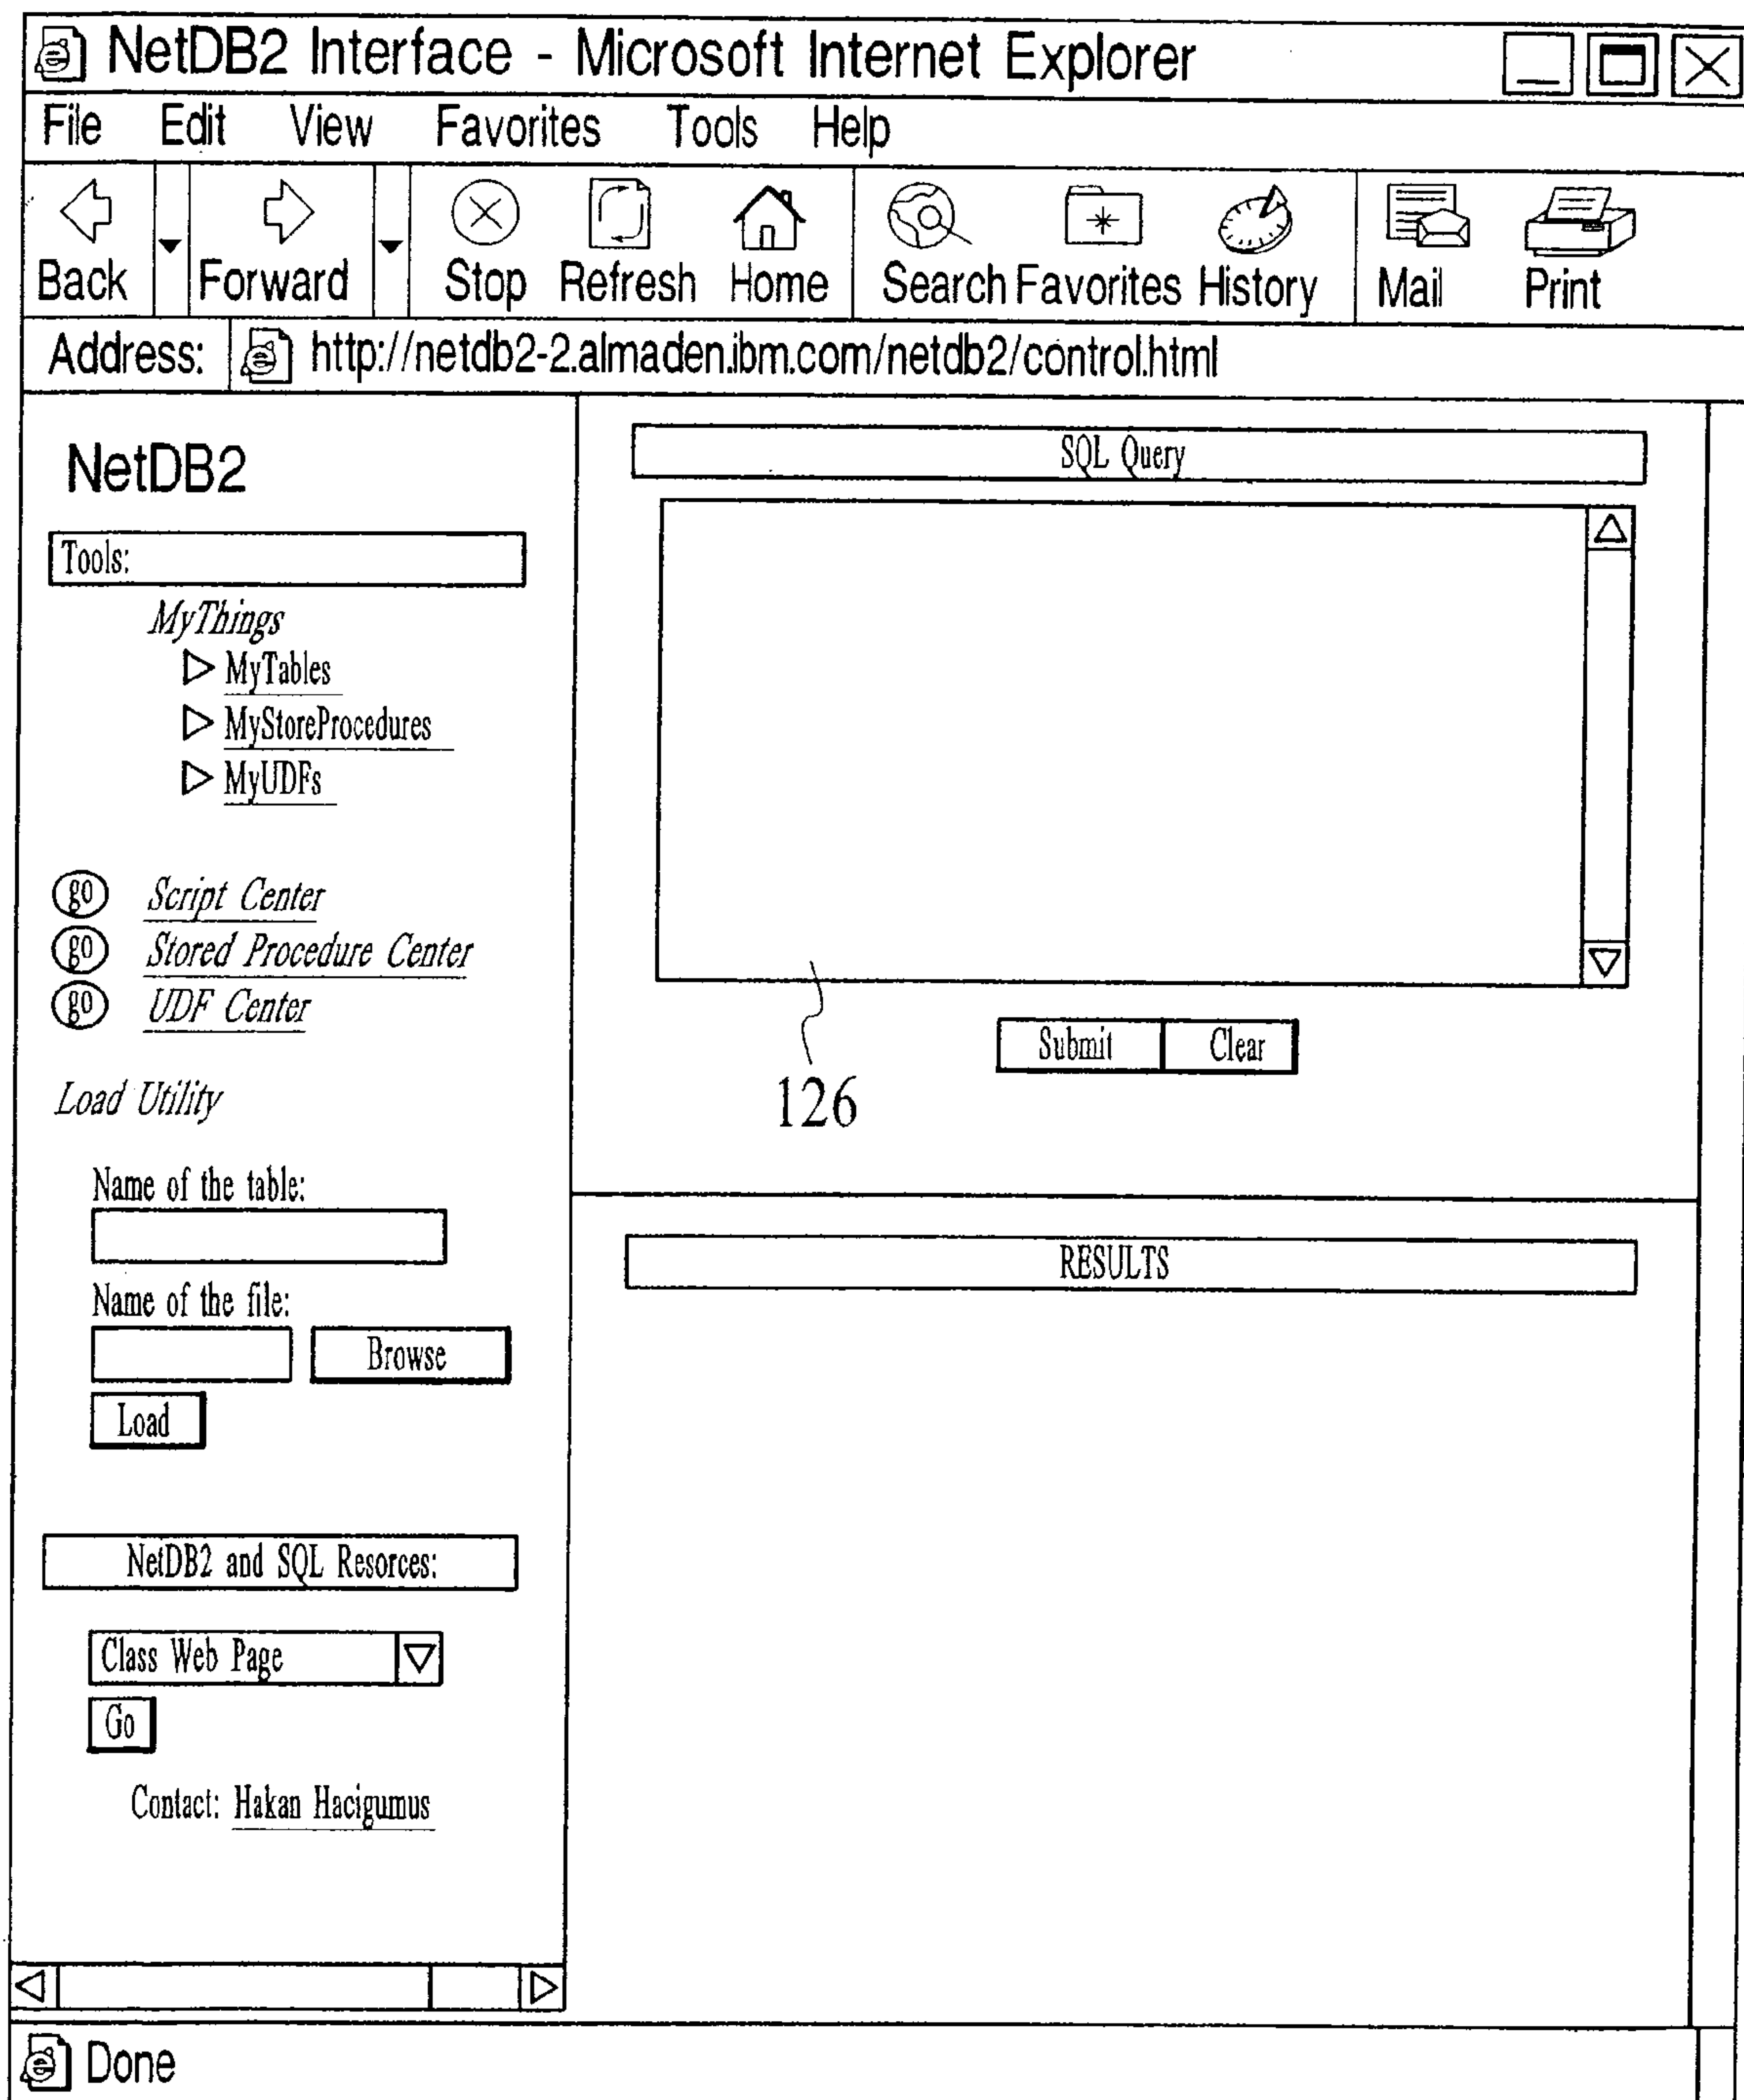 NetDB2 Interface - Microsoft Internet Explorer
File Edit View Favorites Tools Help
Back Forward Stop Refresh Home Search Favorites History Mail Print
Address: http://netdb2-2.almaden.ibm.com/netdb2/control.html
NetDB2
Tools:
MyThings
MyTables
MyStoreProcedures
MyUDFs
go Script Center
go Stored Procedure Center
go UDF Center
Load Utility
Name of the table:
Name of the file:
Browse
Load
NetDB2 and SQL Resorces:
Class Web Page
Go
Contact: Hakan Hacigumus
SQL Query
Submit Clear
126
RESULTS
Done